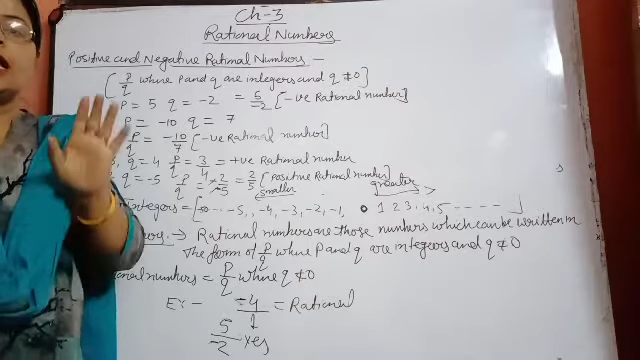 Ch-3
Rational Numbers
Positive and Negative Rational Numbers :-
[p/q where p and q are integers and q ≠ 0]
P = 5 q = -2 = 5/-2 [-ve Rational number]
P = -10 q = 7
P/q = -10/7 [-ve Rational number]
q = 4 P/q = 3/4 = +ve Rational number
q = -5 P/q = = 2/5 [positive Rational number]
smaller greater
Integers = [ -∞ ---- -5, -4, -3, -2, -1, 0 1 2 3, 4, 5 ------ ]
:→ Rational numbers are those numbers which can be written in
the form of P/q where P and q are integers and q ≠ 0
numbers = P/q where q ≠ 0
Ex - = Rational
5/-2 yes